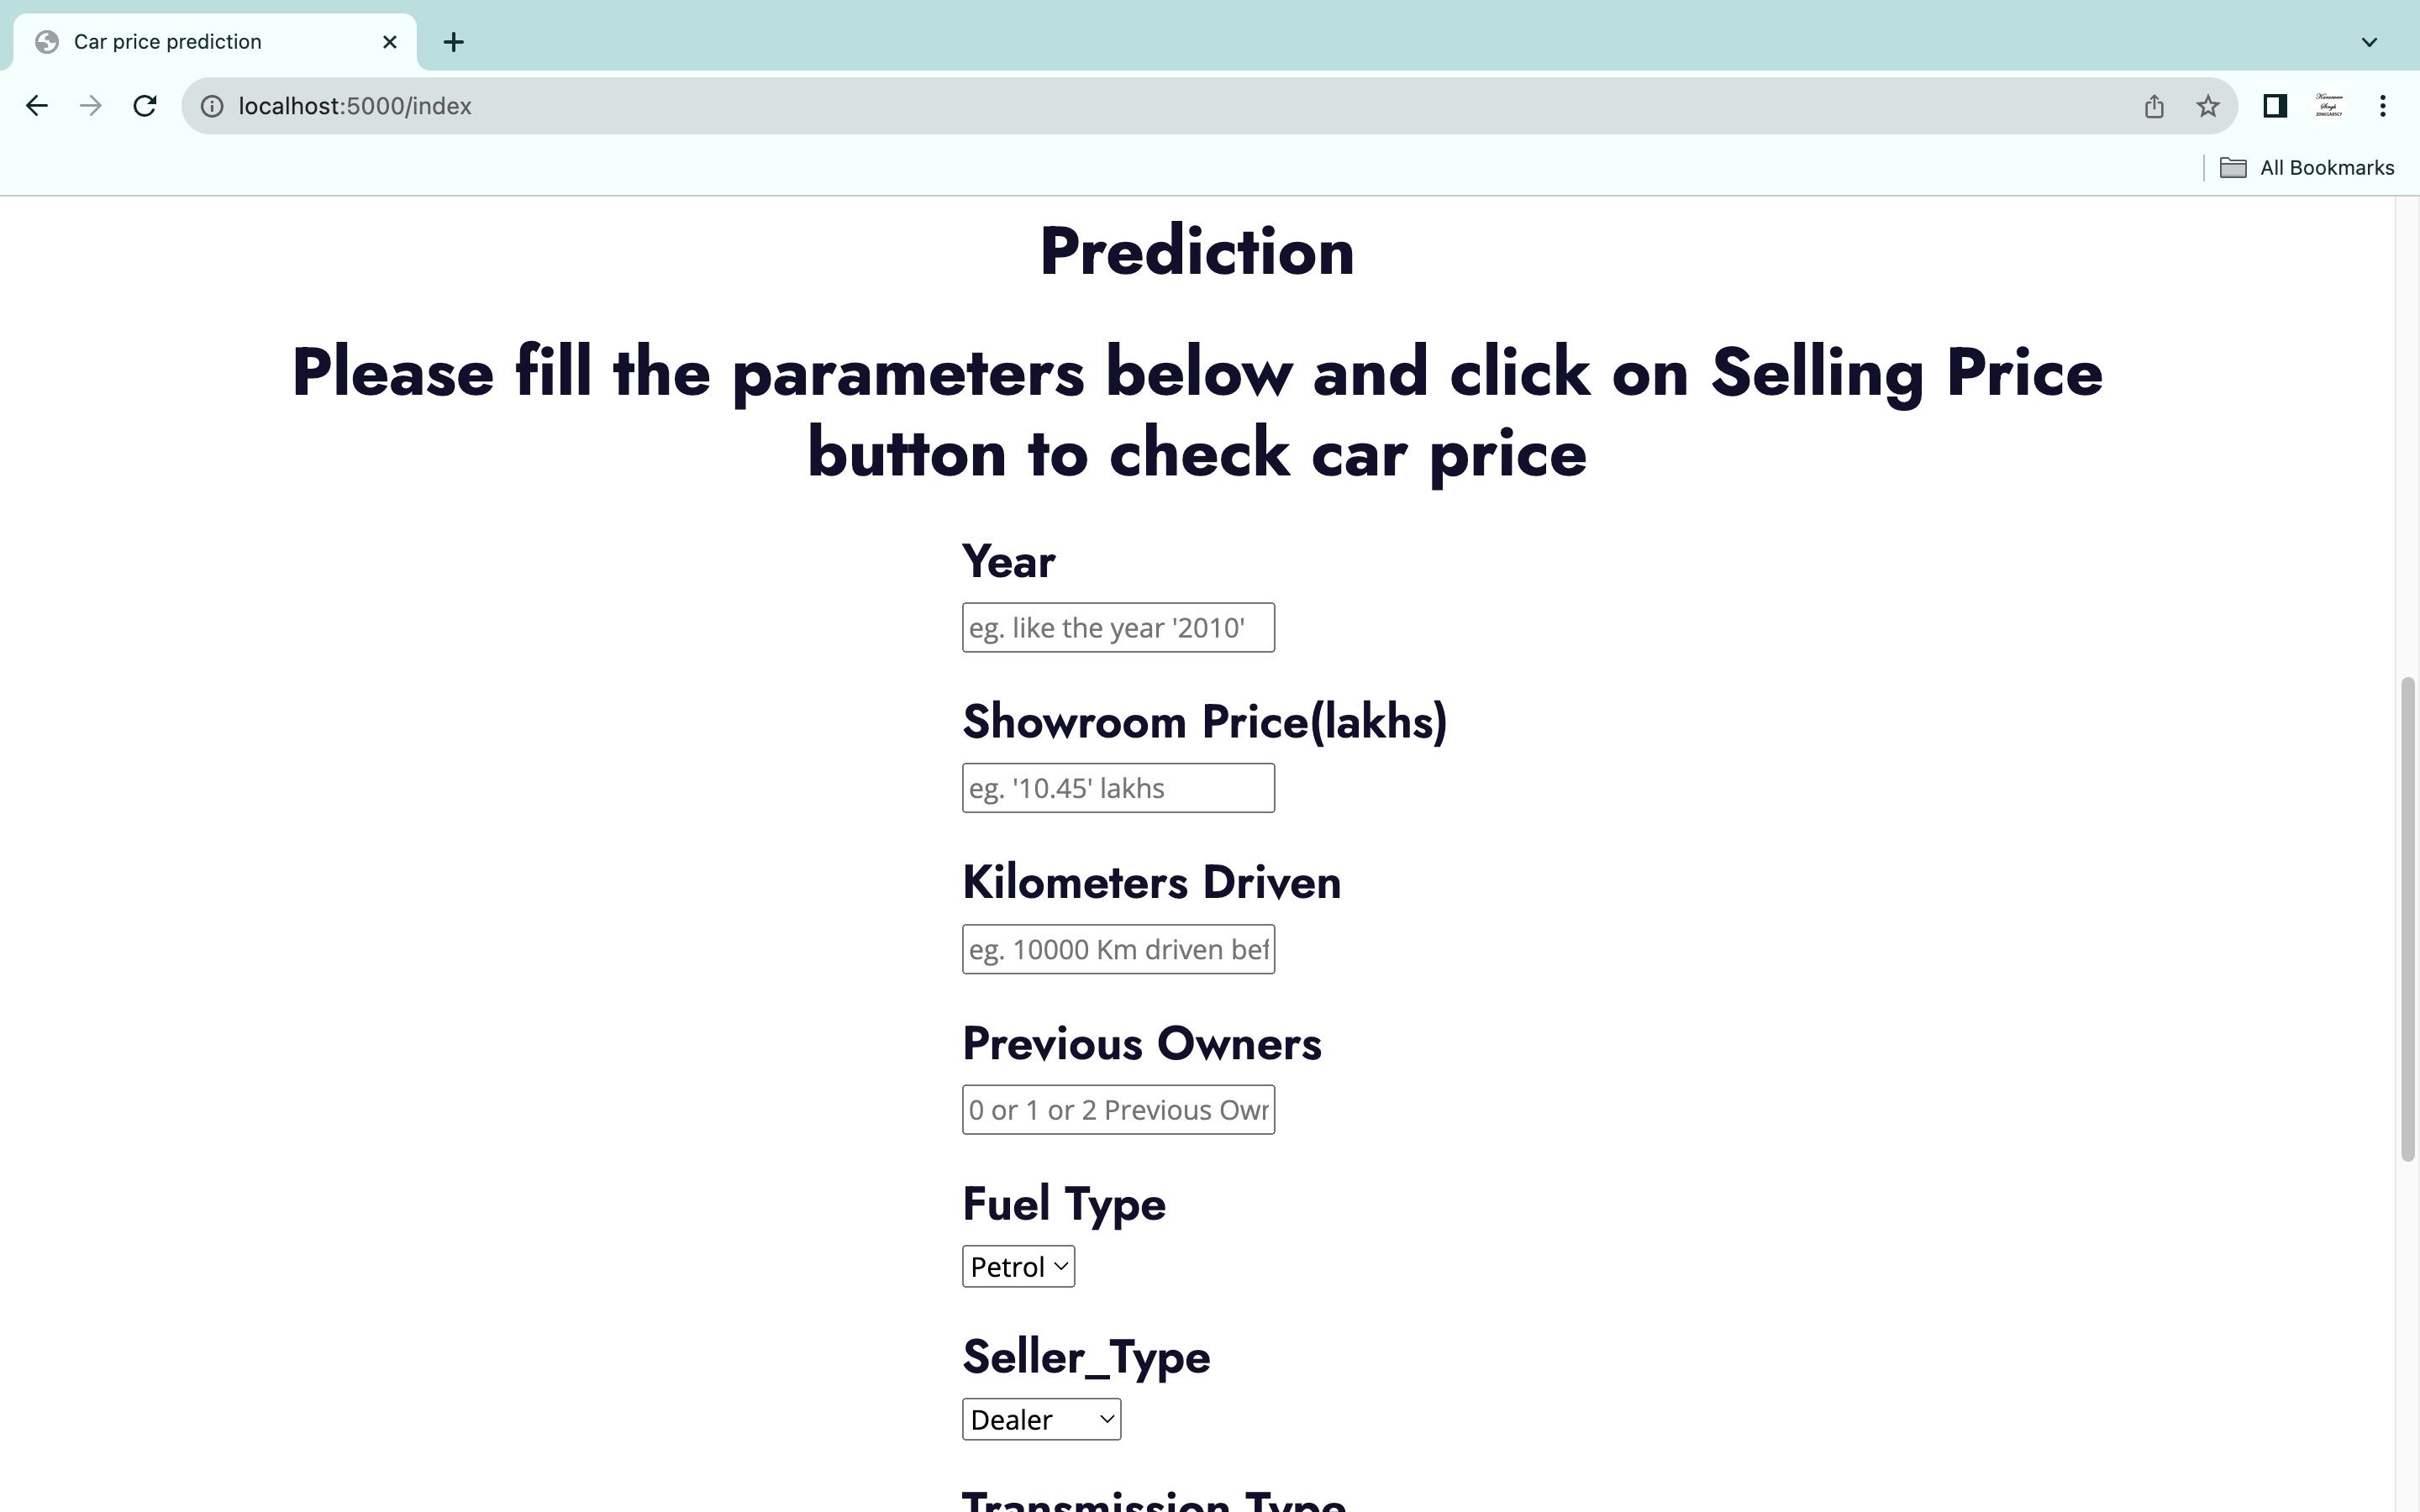 Car price prediction
localhost:5000/index
All Bookmarks
Prediction
Please fill the parameters below and click on Selling Price
button to check car price
Year
eg. like the year '2010'
Showroom Price(lakhs)
eg. '10.45' lakhs
Kilometers Driven
eg. 10000 Km driven bef
Previous Owners
0 or 1 or 2 Previous Owr
Fuel Type
Petrol
Seller_Type
Dealer
Transmission Type